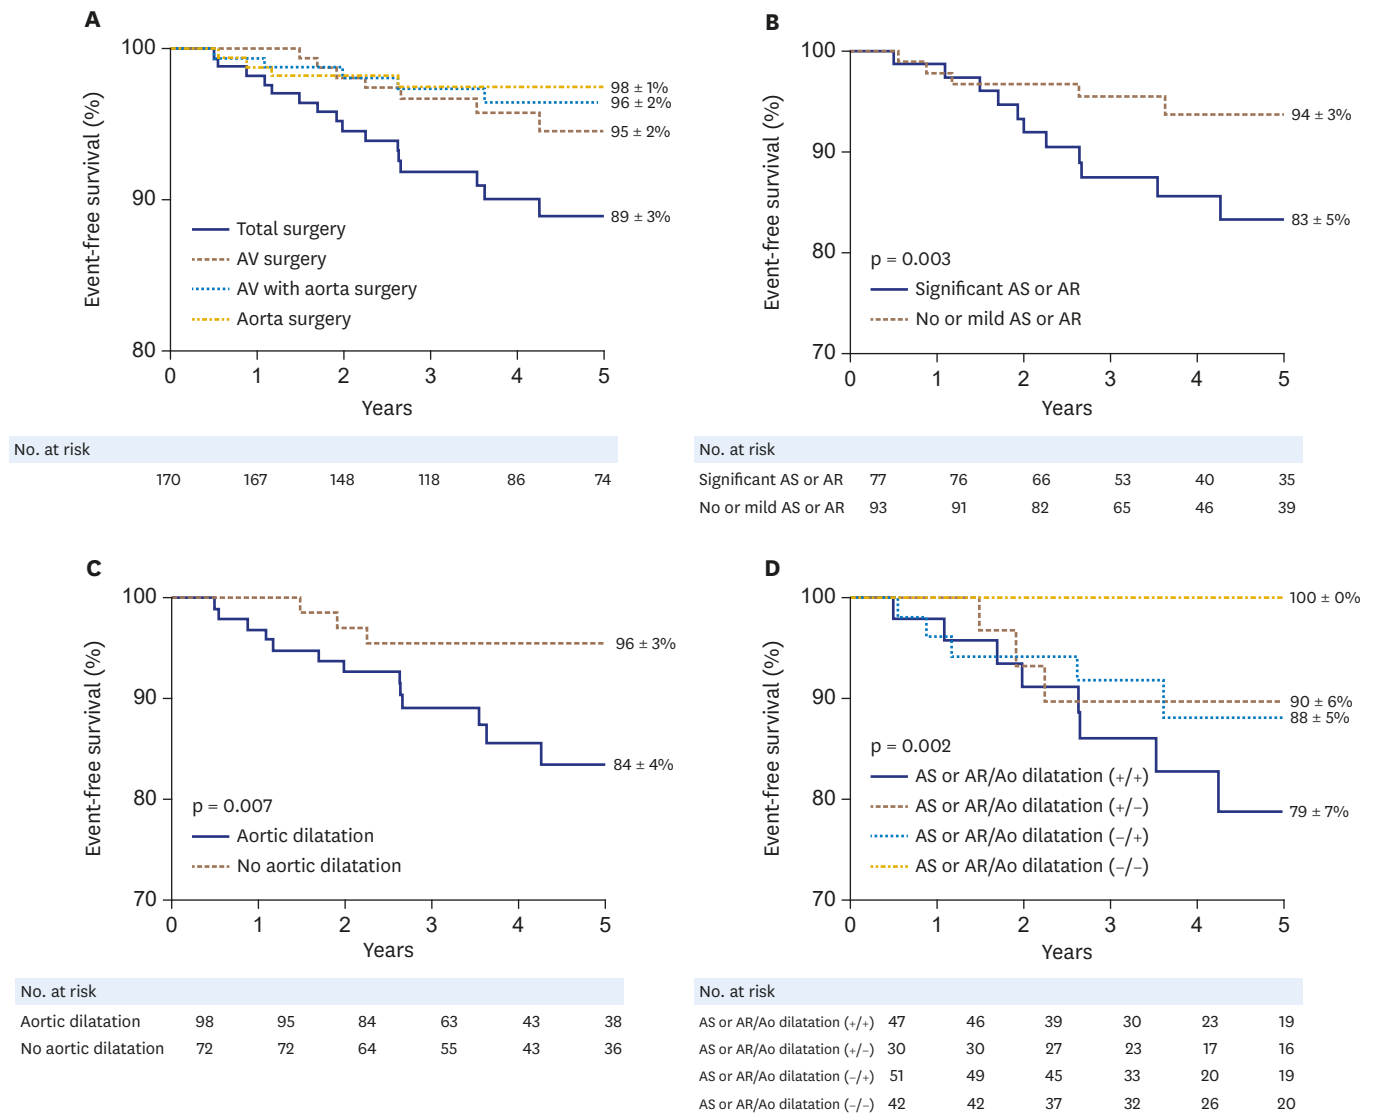 A
Event-free survival (%)
100
90
80
98 ± 1%
96 ± 2%
95 ± 2%
89 ± 3%
Total surgery
AV surgery
AV with aorta surgery
Aorta surgery
0 1 2 3 4 5
Years
No. at risk
170 167 148 118 86 74
B
Event-free survival (%)
100
90
80
70
94 ± 3%
83 ± 5%
p = 0.003
Significant AS or AR
No or mild AS or AR
0 1 2 3 4 5
Years
No. at risk
Significant AS or AR 77 76 66 53 40 35
No or mild AS or AR 93 91 82 65 46 39
C
Event-free survival (%)
100
90
80
70
96 ± 3%
84 ± 4%
p = 0.007
Aortic dilatation
No aortic dilatation
0 1 2 3 4 5
Years
No. at risk
Aortic dilatation 98 95 84 63 43 38
No aortic dilatation 72 72 64 55 43 36
D
Event-free survival (%)
100
90
80
70
100 ± 0%
90 ± 6%
88 ± 5%
79 ± 7%
p = 0.002
AS or AR/Ao dilatation (+/+)
AS or AR/Ao dilatation (+/−)
AS or AR/Ao dilatation (−/+)
AS or AR/Ao dilatation (−/−)
0 1 2 3 4 5
Years
No. at risk
AS or AR/Ao dilatation (+/+) 47 46 39 30 23 19
AS or AR/Ao dilatation (+/−) 30 30 27 23 17 16
AS or AR/Ao dilatation (−/+) 51 49 45 33 20 19
AS or AR/Ao dilatation (−/−) 42 42 37 32 26 20